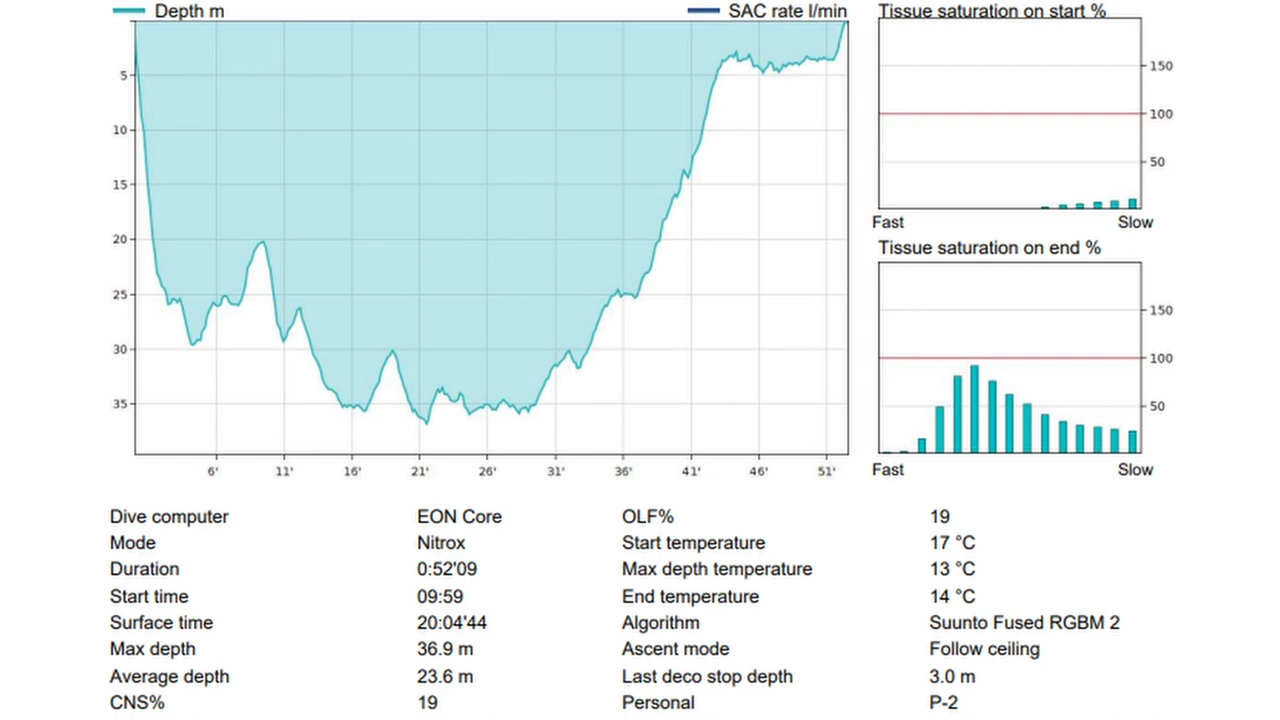 Depth m
SAC rate l/min
5
10
15
20
25
30
35
6'
11'
16'
21'
26'
31'
36'
41'
46'
51'
Tissue saturation on start %
150
100
50
Fast
Slow
Tissue saturation on end %
150
100
50
Fast
Slow
Dive computer EON Core OLF% 19
Mode Nitrox Start temperature 17 °C
Duration 0:52'09 Max depth temperature 13 °C
Start time 09:59 End temperature 14 °C
Surface time 20:04'44 Algorithm Suunto Fused RGBM 2
Max depth 36.9 m Ascent mode Follow ceiling
Average depth 23.6 m Last deco stop depth 3.0 m
CNS% 19 Personal P-2